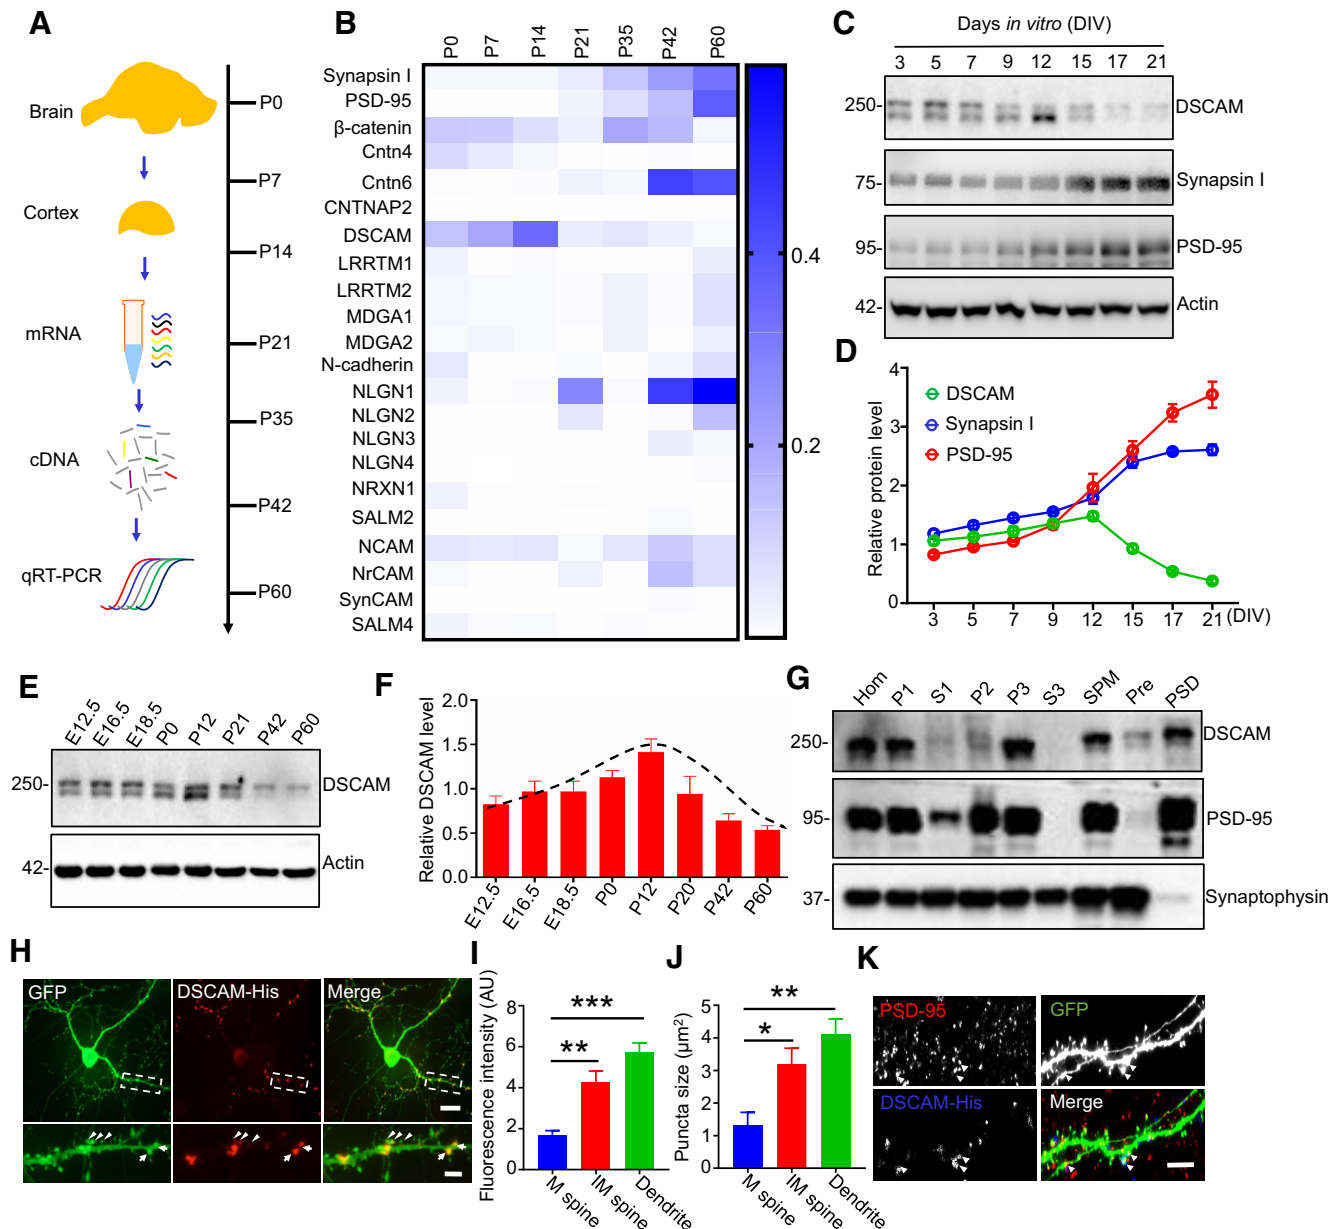 A
Brain
Cortex
mRNA
cDNA
qRT-PCR
P0
P7
P14
P21
P35
P42
P60
B
P0 P7 P14 P21 P35 P42 P60
Synapsin I
PSD-95
β-catenin
Cntn4
Cntn6
CNTNAP2
DSCAM
LRRTM1
LRRTM2
MDGA1
MDGA2
N-cadherin
NLGN1
NLGN2
NLGN3
NLGN4
NRXN1
SALM2
NCAM
NrCAM
SynCAM
SALM4
0.4
0.2
C
Days in vitro (DIV)
3 5 7 9 12 15 17 21
250- DSCAM
75- Synapsin I
95- PSD-95
42- Actin
D
Relative protein level
4
3
2
1
0
DSCAM
Synapsin I
PSD-95
3 5 7 9 12 15 17 21 (DIV)
E
E12.5 E16.5 E18.5 P0 P12 P21 P42 P60
250- DSCAM
42- Actin
F
Relative DSCAM level
2.0
1.5
1.0
0.5
0.0
E12.5 E16.5 E18.5 P0 P12 P20 P42 P60
G
Hom P1 S1 P2 P3 S3 SPM Pre PSD
250- DSCAM
95- PSD-95
37- Synaptophysin
H
GFP DSCAM-His Merge
I
Fluorescence intensity (AU)
8
6
4
2
0
***
**
M spine IM spine Dendrite
J
Puncta size (μm²)
5
4
3
2
1
0
**
*
M spine IM spine Dendrite
K
PSD-95 GFP
DSCAM-His Merge